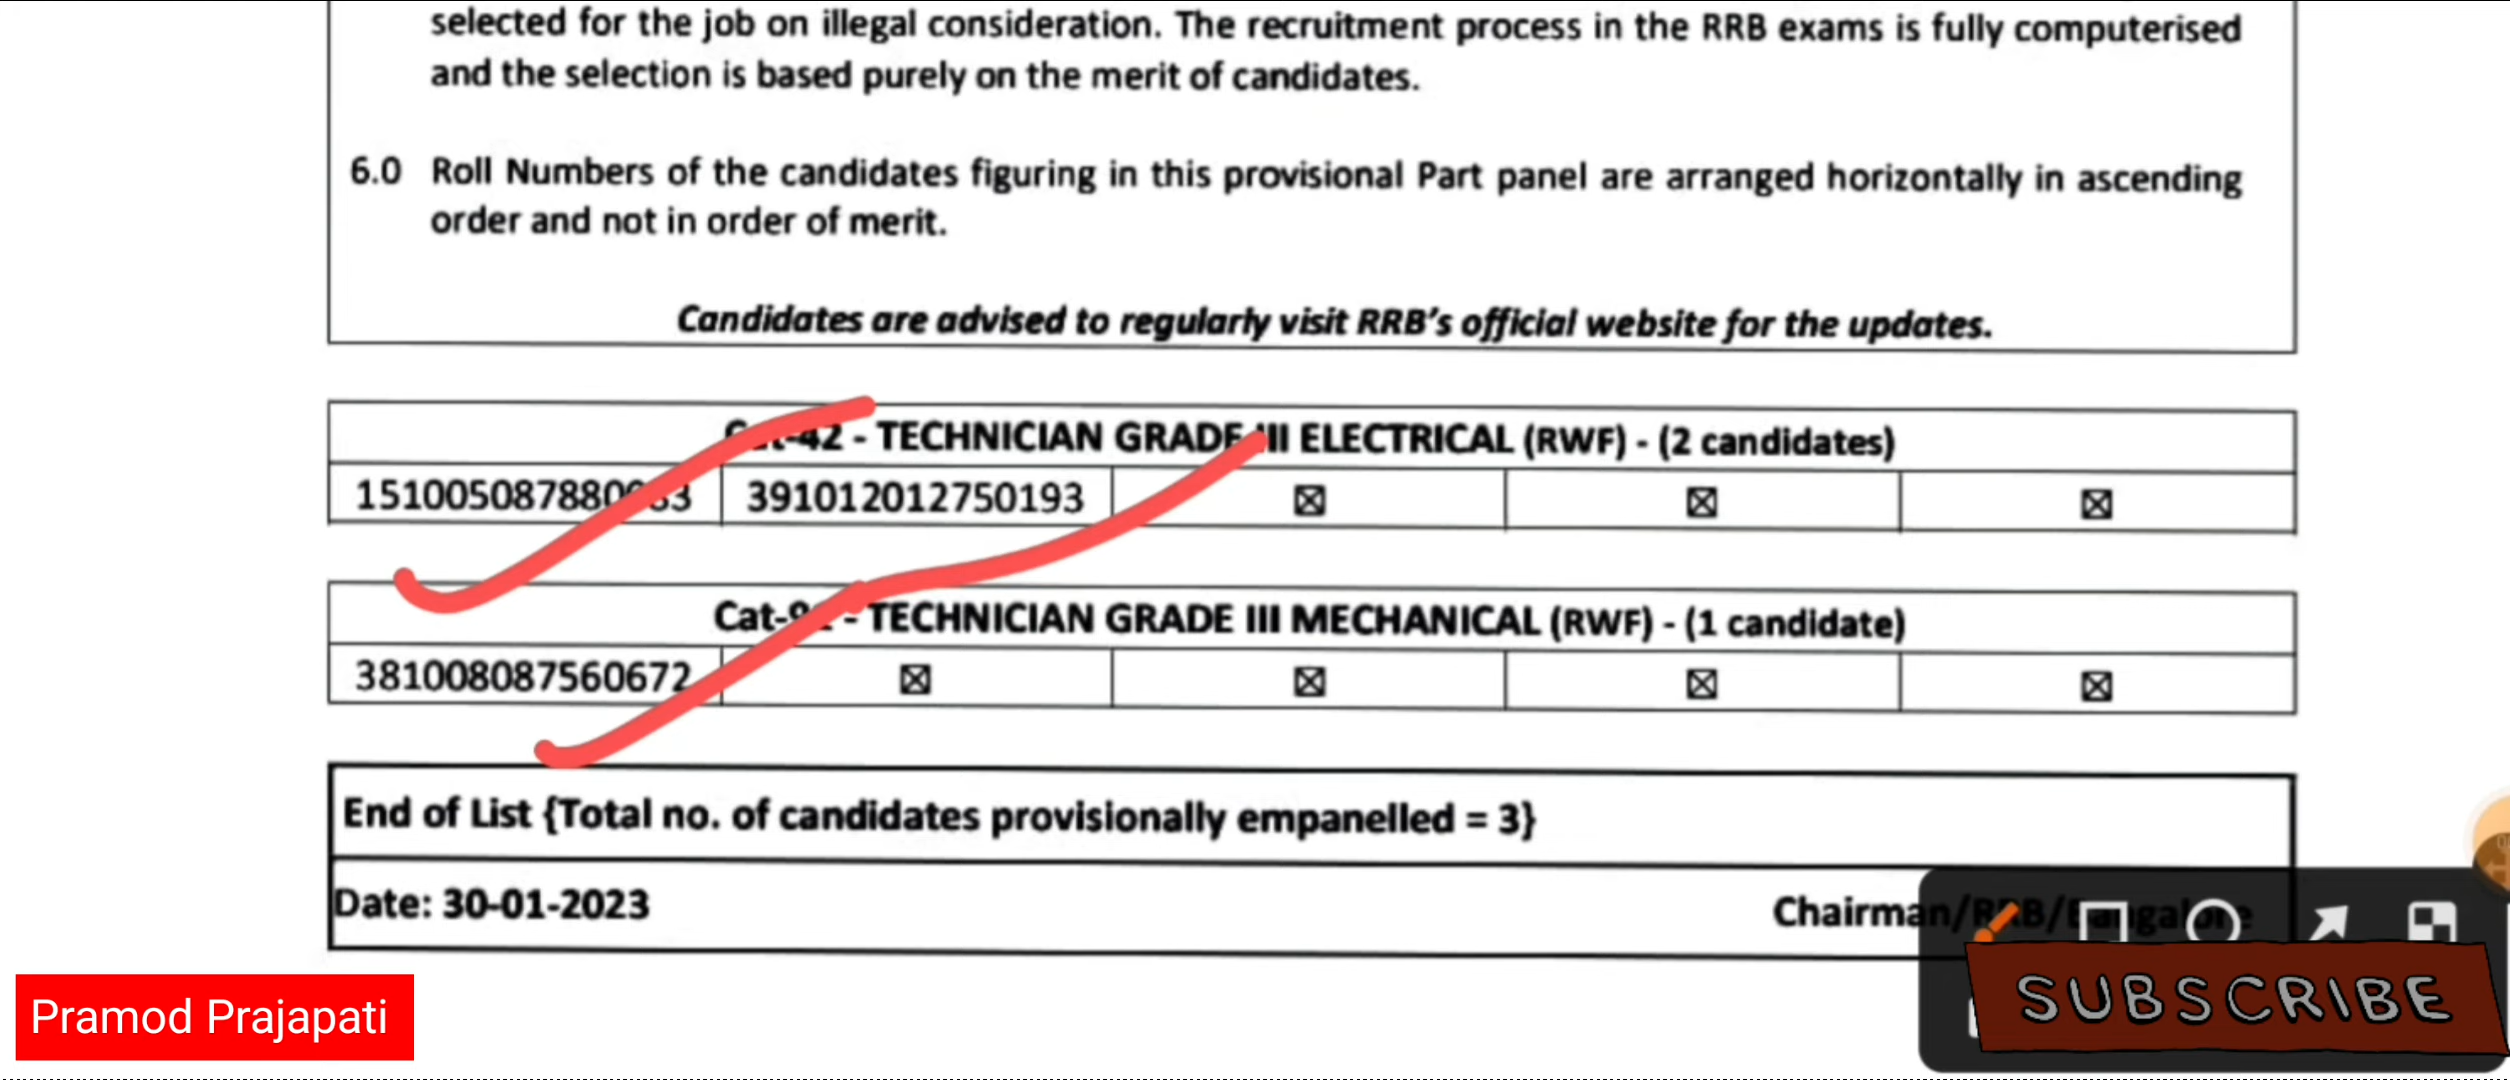 selected for the job on illegal consideration. The recruitment process in the RRB exams is fully computerised
and the selection is based purely on the merit of candidates.
6.0 Roll Numbers of the candidates figuring in this provisional Part panel are arranged horizontally in ascending
order and not in order of merit.
Candidates are advised to regularly visit RRB's official website for the updates.
- TECHNICIAN GRADE III ELECTRICAL (RWF) - (2 candidates)
391012012750193
- TECHNICIAN GRADE III MECHANICAL (RWF) - (1 candidate)
381008087560672
End of List {Total no. of candidates provisionally empanelled = 3}
Date: 30-01-2023
Chairman/RRB/Bangalore
Pramod Prajapati
SUBSCRIBE